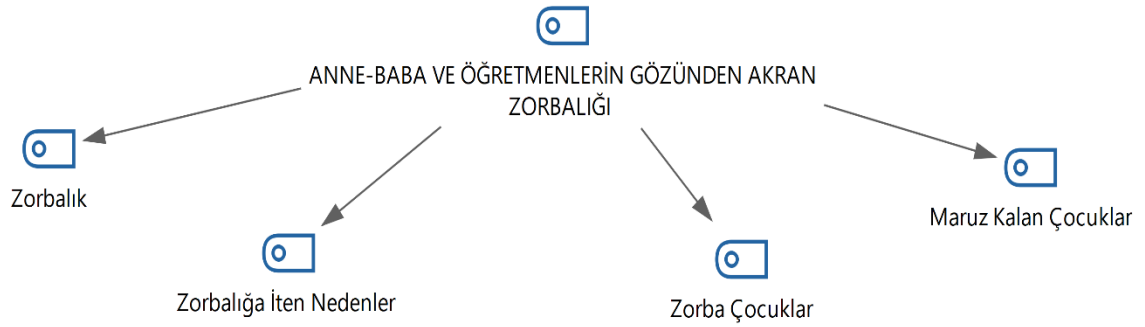 ANNE-BABA VE ÖĞRETMENLERİN GÖZÜNDEN AKRAN
ZORBALIĞI
Zorbalık
Zorbalığa İten Nedenler
Zorba Çocuklar
Maruz Kalan Çocuklar